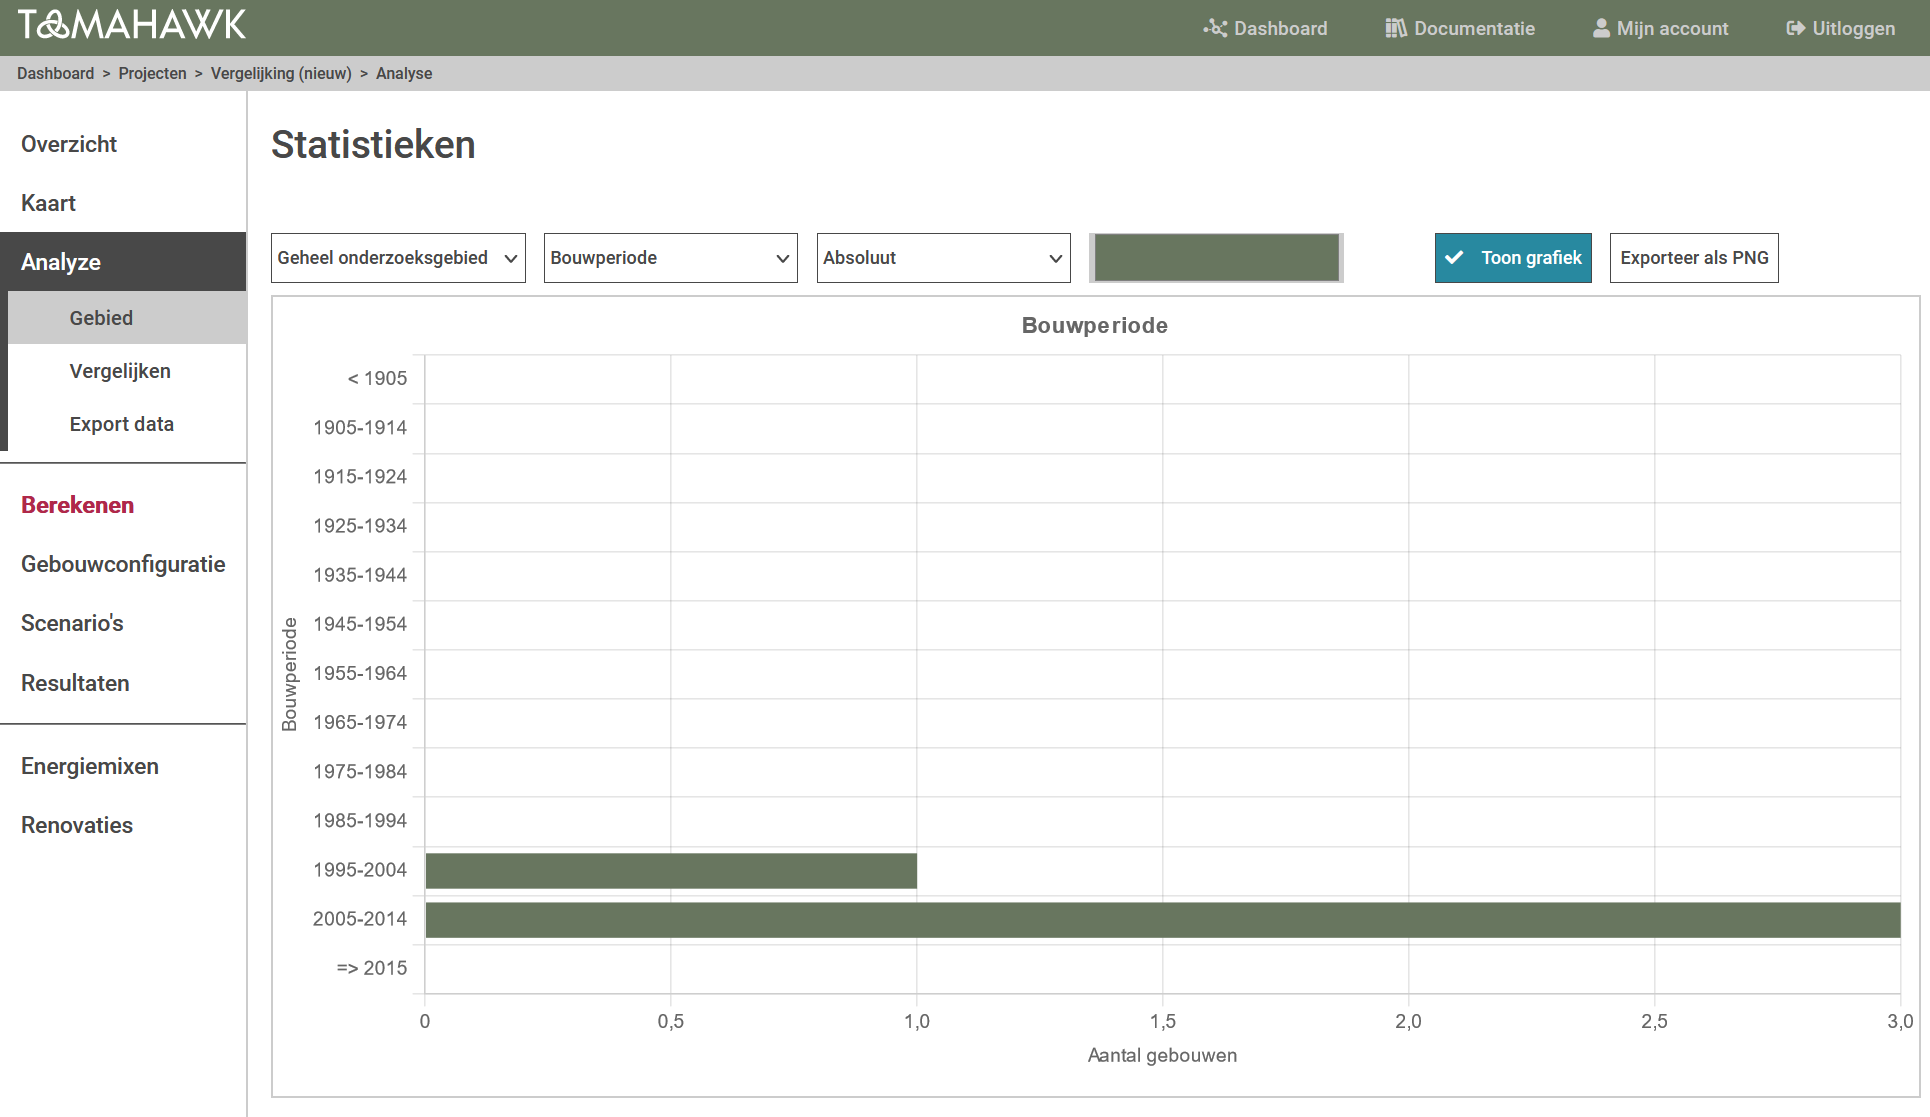 TOMAHAWK
Dashboard
Documentatie
Mijn account
Uitloggen
Dashboard > Projecten > Vergelijking (nieuw) > Analyse
Overzicht
Kaart
Analyze
Gebied
Vergelijken
Export data
Berekenen
Gebouwconfiguratie
Scenario's
Resultaten
Energiemixen
Renovaties
Statistieken
Geheel onderzoeksgebied
Bouwperiode
Absoluut
Toon grafiek
Exporteer als PNG
Bouwperiode
Bouwperiode
< 1905
1905-1914
1915-1924
1925-1934
1935-1944
1945-1954
1955-1964
1965-1974
1975-1984
1985-1994
1995-2004
2005-2014
=> 2015
0 0,5 1,0 1,5 2,0 2,5 3,0
Aantal gebouwen